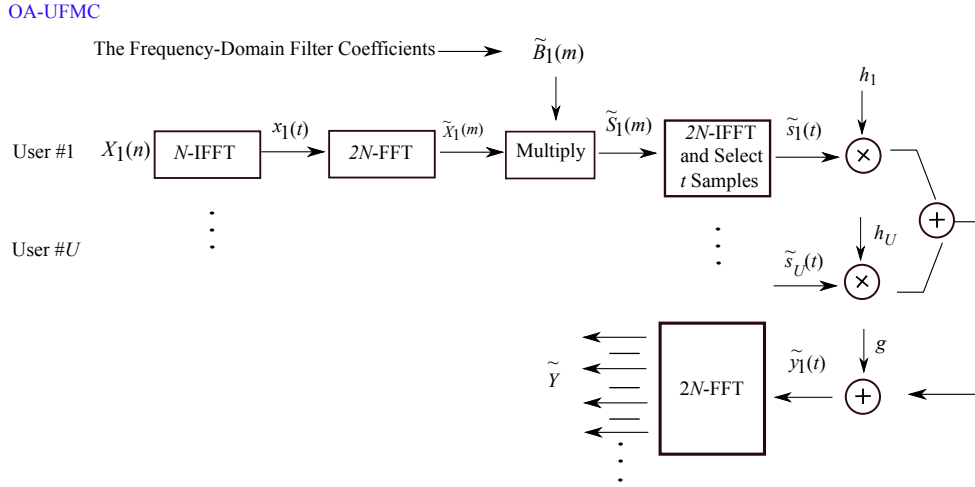 OA-UFMC
The Frequency-Domain Filter Coefficients
B̃1(m)
h1
User #1
X1(n)
N-IFFT
x1(t)
2N-FFT
X̃1(m)
Multiply
S̃1(m)
2N-IFFT
and Select
t Samples
s̃1(t)
×
+
User #U
hU
s̃U(t)
×
Ỹ
2N-FFT
ỹ1(t)
g
+